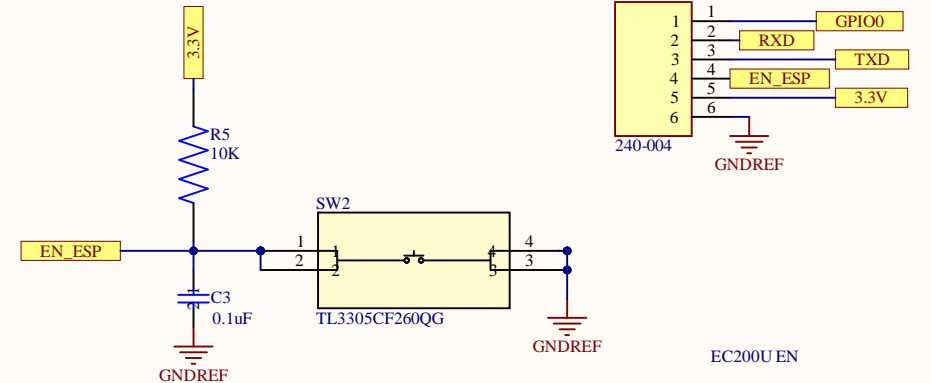 3.3V
R5
10K
EN_ESP
C3
1
2
0.1uF
GNDREF
SW2
1
2
1
2
4
3
4
3
TL3305CF260QG
GNDREF
1
2
3
4
5
6
1
2
3
4
5
6
GPIO0
RXD
TXD
EN_ESP
3.3V
240-004
GNDREF
EC200U EN